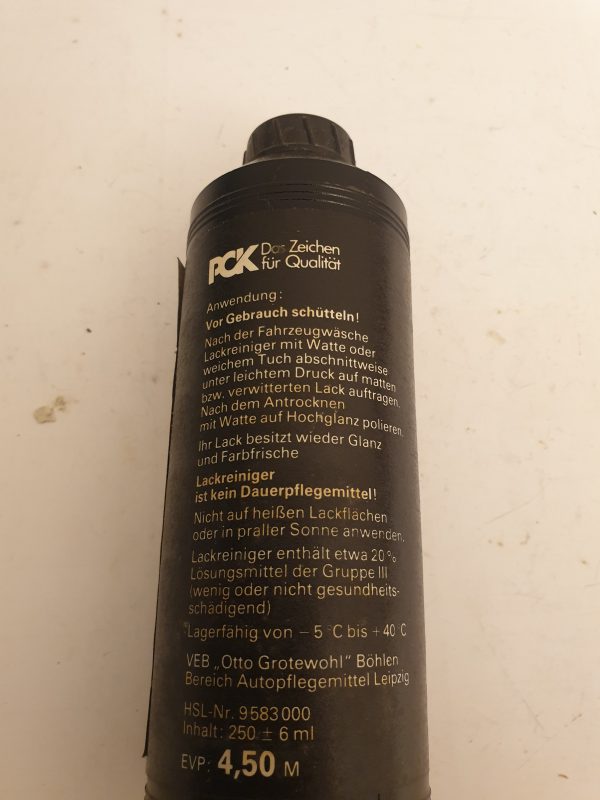 PCK Das Zeichen
für Qualität
Anwendung:
Vor Gebrauch schütteln!
Nach der Fahrzeugwäsche
Lackreiniger mit Watte oder
weichem Tuch abschnittweise
unter leichtem Druck auf matten
bzw. verwitterten Lack auftragen.
Nach dem Antrocknen
mit Watte auf Hochglanz polieren.
Ihr Lack besitzt wieder Glanz
und Farbfrische
Lackreiniger
ist kein Dauerpflegemittel!
Nicht auf heißen Lackflächen
oder in praller Sonne anwenden.
Lackreiniger enthält etwa 20 %
Lösungsmittel der Gruppe III
(wenig oder nicht gesundheits-
schädigend)
Lagerfähig von – 5 °C bis + 40 °C
VEB „Otto Grotewohl" Böhlen
Bereich Autopflegemittel Leipzig
HSL-Nr. 9583000
Inhalt: 250 ± 6 ml
EVP: 4,50 M